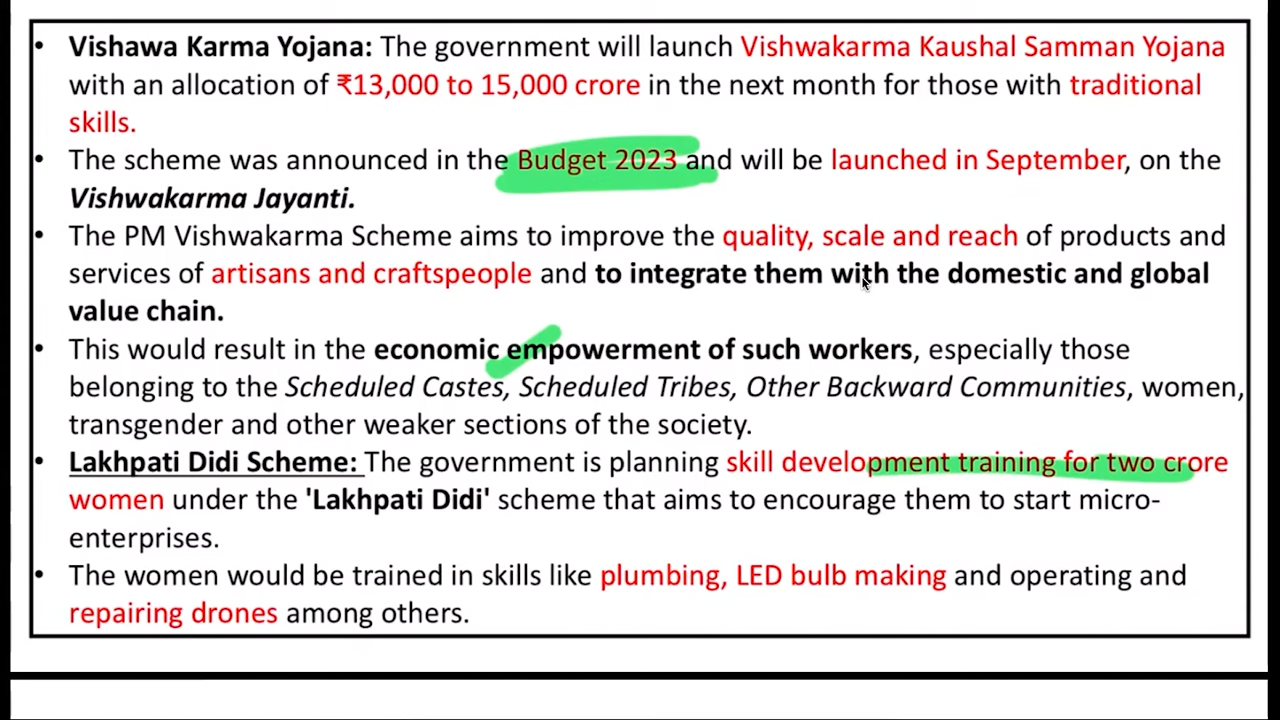 • Vishawa Karma Yojana: The government will launch Vishwakarma Kaushal Samman Yojana
with an allocation of ₹13,000 to 15,000 crore in the next month for those with traditional
skills.
• The scheme was announced in the Budget 2023 and will be launched in September, on the
Vishwakarma Jayanti.
• The PM Vishwakarma Scheme aims to improve the quality, scale and reach of products and
services of artisans and craftspeople and to integrate them with the domestic and global
value chain.
• This would result in the economic empowerment of such workers, especially those
belonging to the Scheduled Castes, Scheduled Tribes, Other Backward Communities, women,
transgender and other weaker sections of the society.
• Lakhpati Didi Scheme: The government is planning skill development training for two crore
women under the 'Lakhpati Didi' scheme that aims to encourage them to start micro-
enterprises.
• The women would be trained in skills like plumbing, LED bulb making and operating and
repairing drones among others.